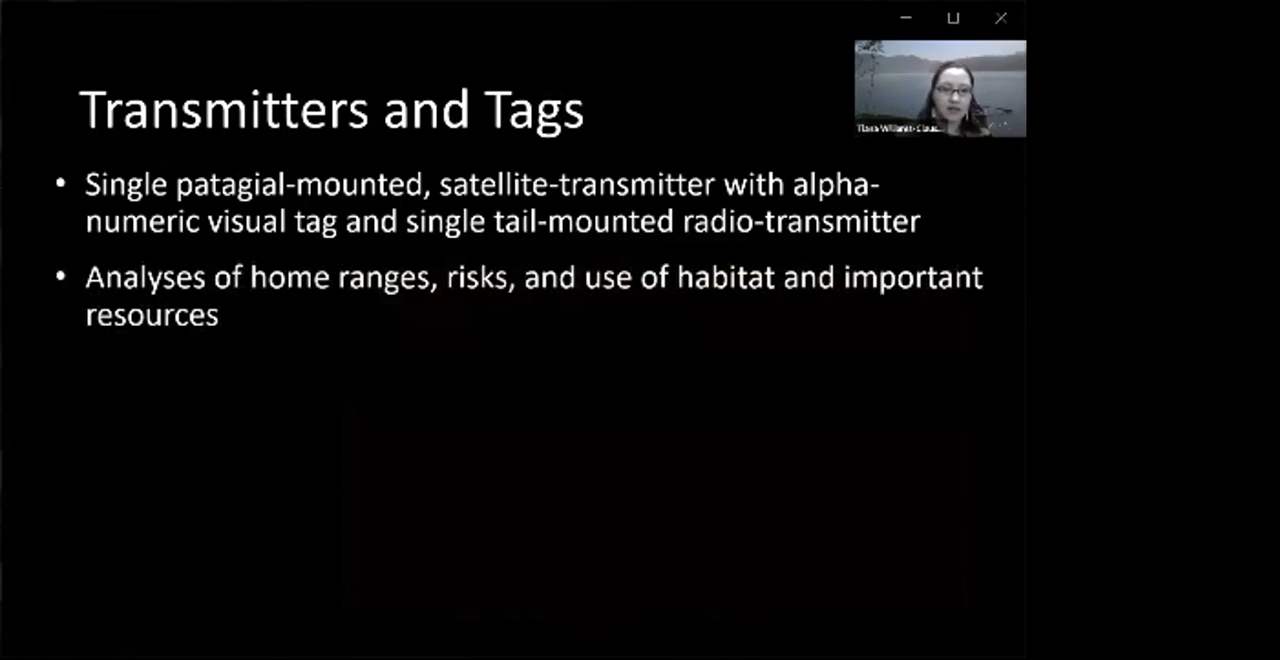 Transmitters and Tags
• Single patagial-mounted, satellite-transmitter with alpha-
numeric visual tag and single tail-mounted radio-transmitter
• Analyses of home ranges, risks, and use of habitat and important
resources